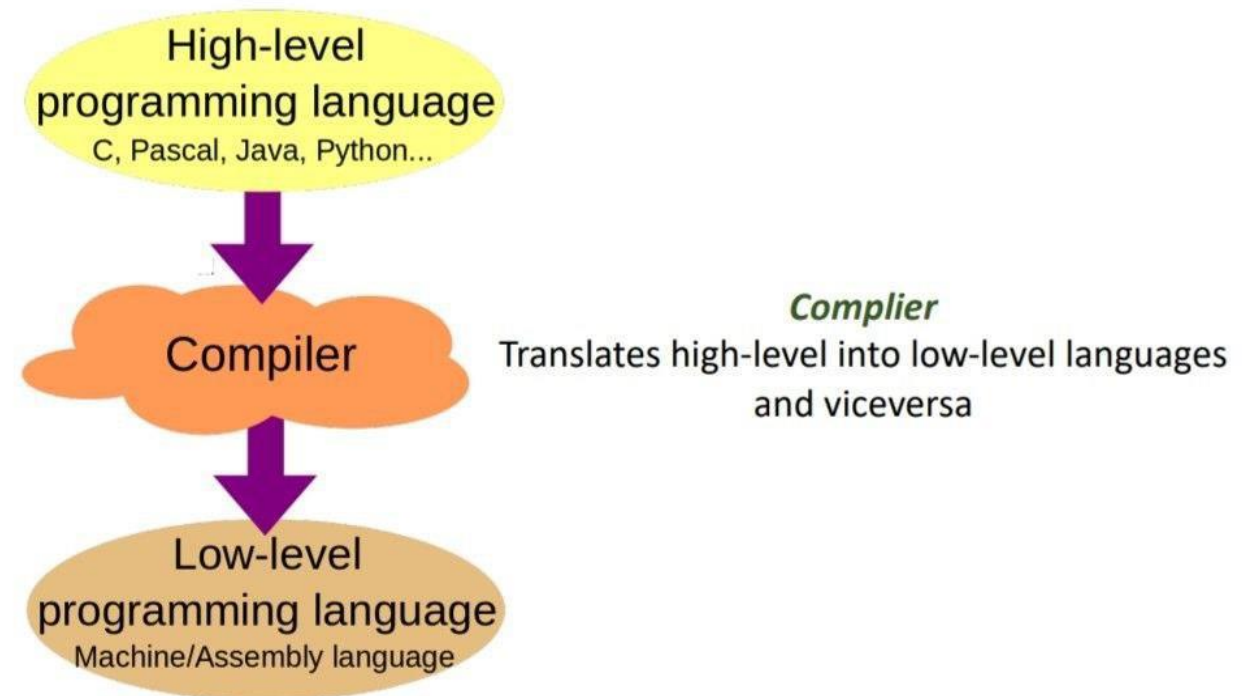 High-level
programming language
C, Pascal, Java, Python...
Compiler
Complier
Translates high-level into low-level languages
and viceversa
Low-level
programming language
Machine/Assembly language